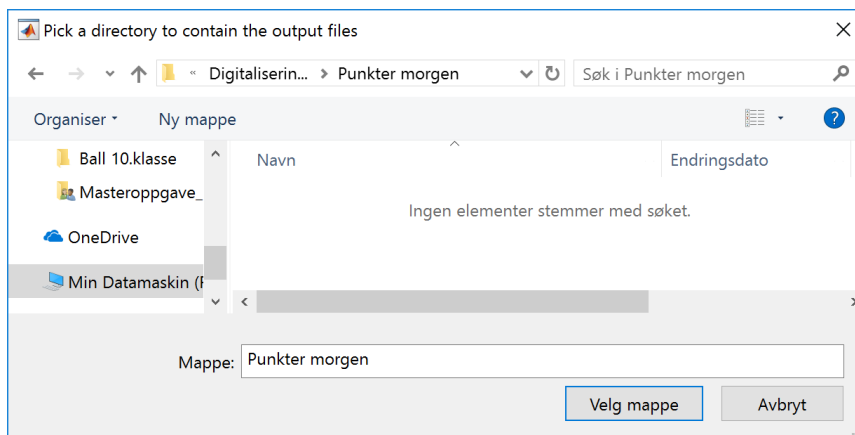 Pick a directory to contain the output files
« Digitaliserin... > Punkter morgen
Søk i Punkter morgen
Organiser Ny mappe
?
Ball 10.klasse
Masteroppgave_
OneDrive
Min Datamaskin (
Navn Endringsdato
Ingen elementer stemmer med søket.
Mappe: Punkter morgen
Velg mappe Avbryt